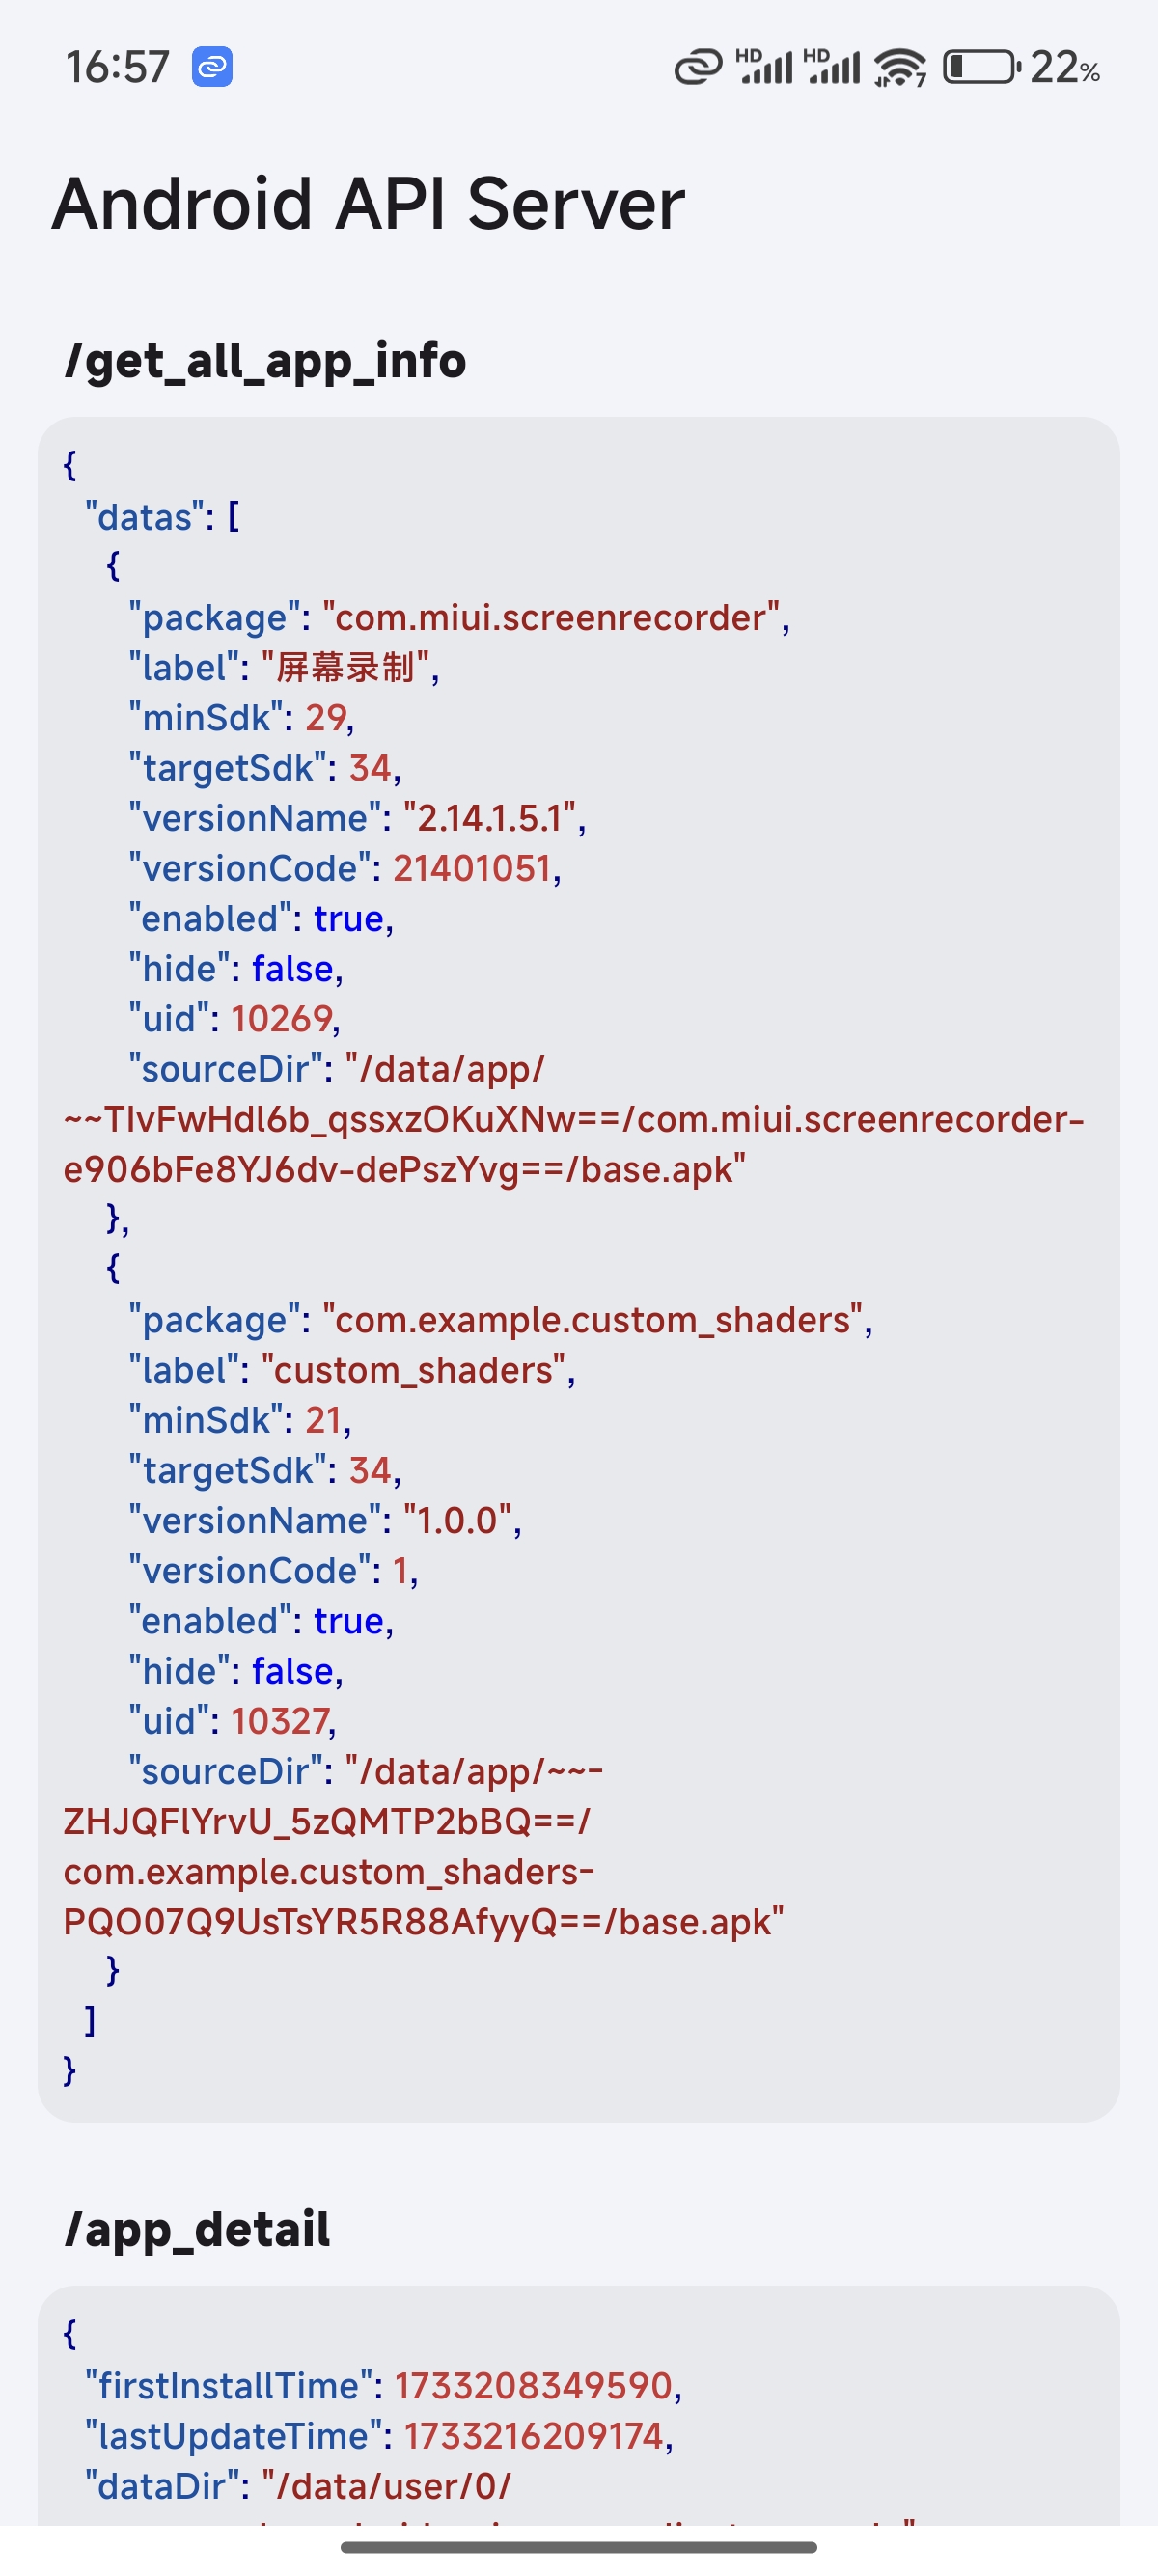 16:57 HD HD 7 22%
Android API Server
/get_all_app_info
{
"datas": [
{
"package": "com.miui.screenrecorder",
"label": "屏幕录制",
"minSdk": 29,
"targetSdk": 34,
"versionName": "2.14.1.5.1",
"versionCode": 21401051,
"enabled": true,
"hide": false,
"uid": 10269,
"sourceDir": "/data/app/
~~TIvFwHdl6b_qssxzOKuXNw==/com.miui.screenrecorder-
e906bFe8YJ6dv-dePszYvg==/base.apk"
},
{
"package": "com.example.custom_shaders",
"label": "custom_shaders",
"minSdk": 21,
"targetSdk": 34,
"versionName": "1.0.0",
"versionCode": 1,
"enabled": true,
"hide": false,
"uid": 10327,
"sourceDir": "/data/app/~~-
ZHJQFlYrvU_5zQMTP2bBQ==/
com.example.custom_shaders-
PQO07Q9UsTsYR5R88AfyyQ==/base.apk"
}
]
}
/app_detail
{
"firstInstallTime": 1733208349590,
"lastUpdateTime": 1733216209174,
"dataDir": "/data/user/0/